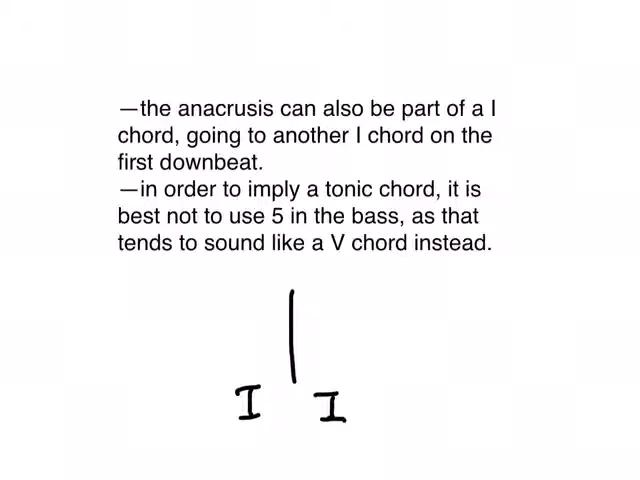 —the anacrusis can also be part of a I
chord, going to another I chord on the
first downbeat.
—in order to imply a tonic chord, it is
best not to use 5 in the bass, as that
tends to sound like a V chord instead.
I I